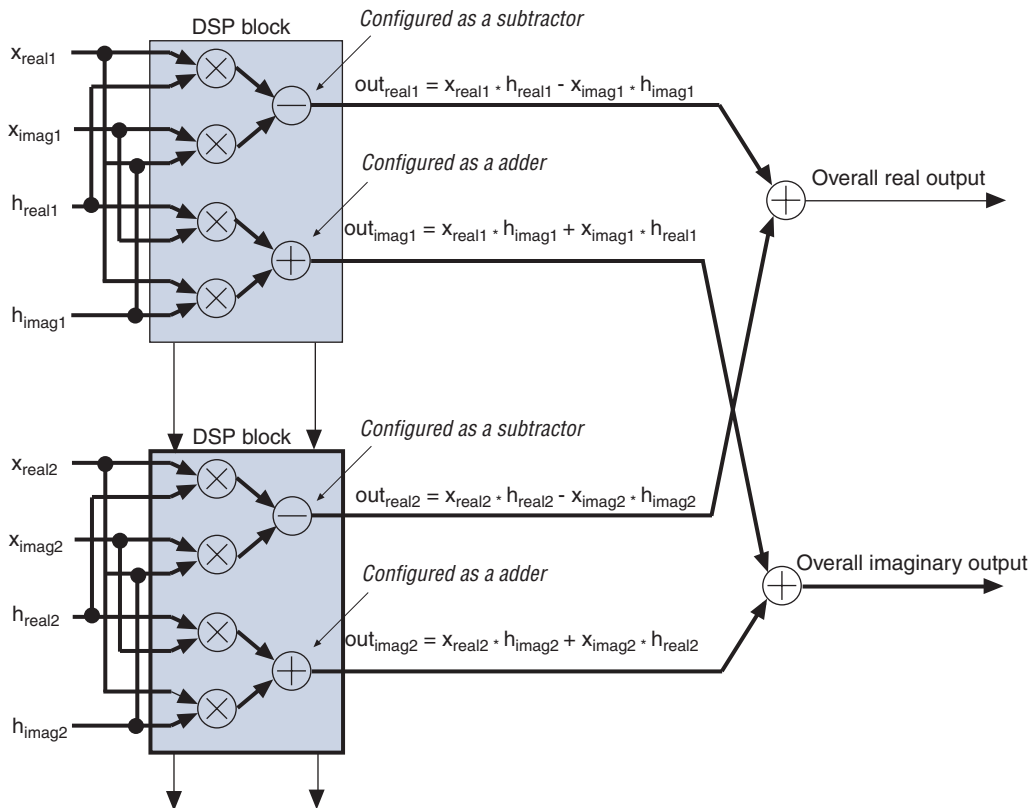 DSP block
Configured as a subtractor
x_real1
out_real1 = x_real1 * h_real1 - x_imag1 * h_imag1
x_imag1
Configured as a adder
Overall real output
h_real1
out_imag1 = x_real1 * h_imag1 + x_imag1 * h_real1
h_imag1
DSP block
Configured as a subtractor
x_real2
out_real2 = x_real2 * h_real2 - x_imag2 * h_imag2
x_imag2
Configured as a adder
Overall imaginary output
h_real2
out_imag2 = x_real2 * h_imag2 + x_imag2 * h_real2
h_imag2